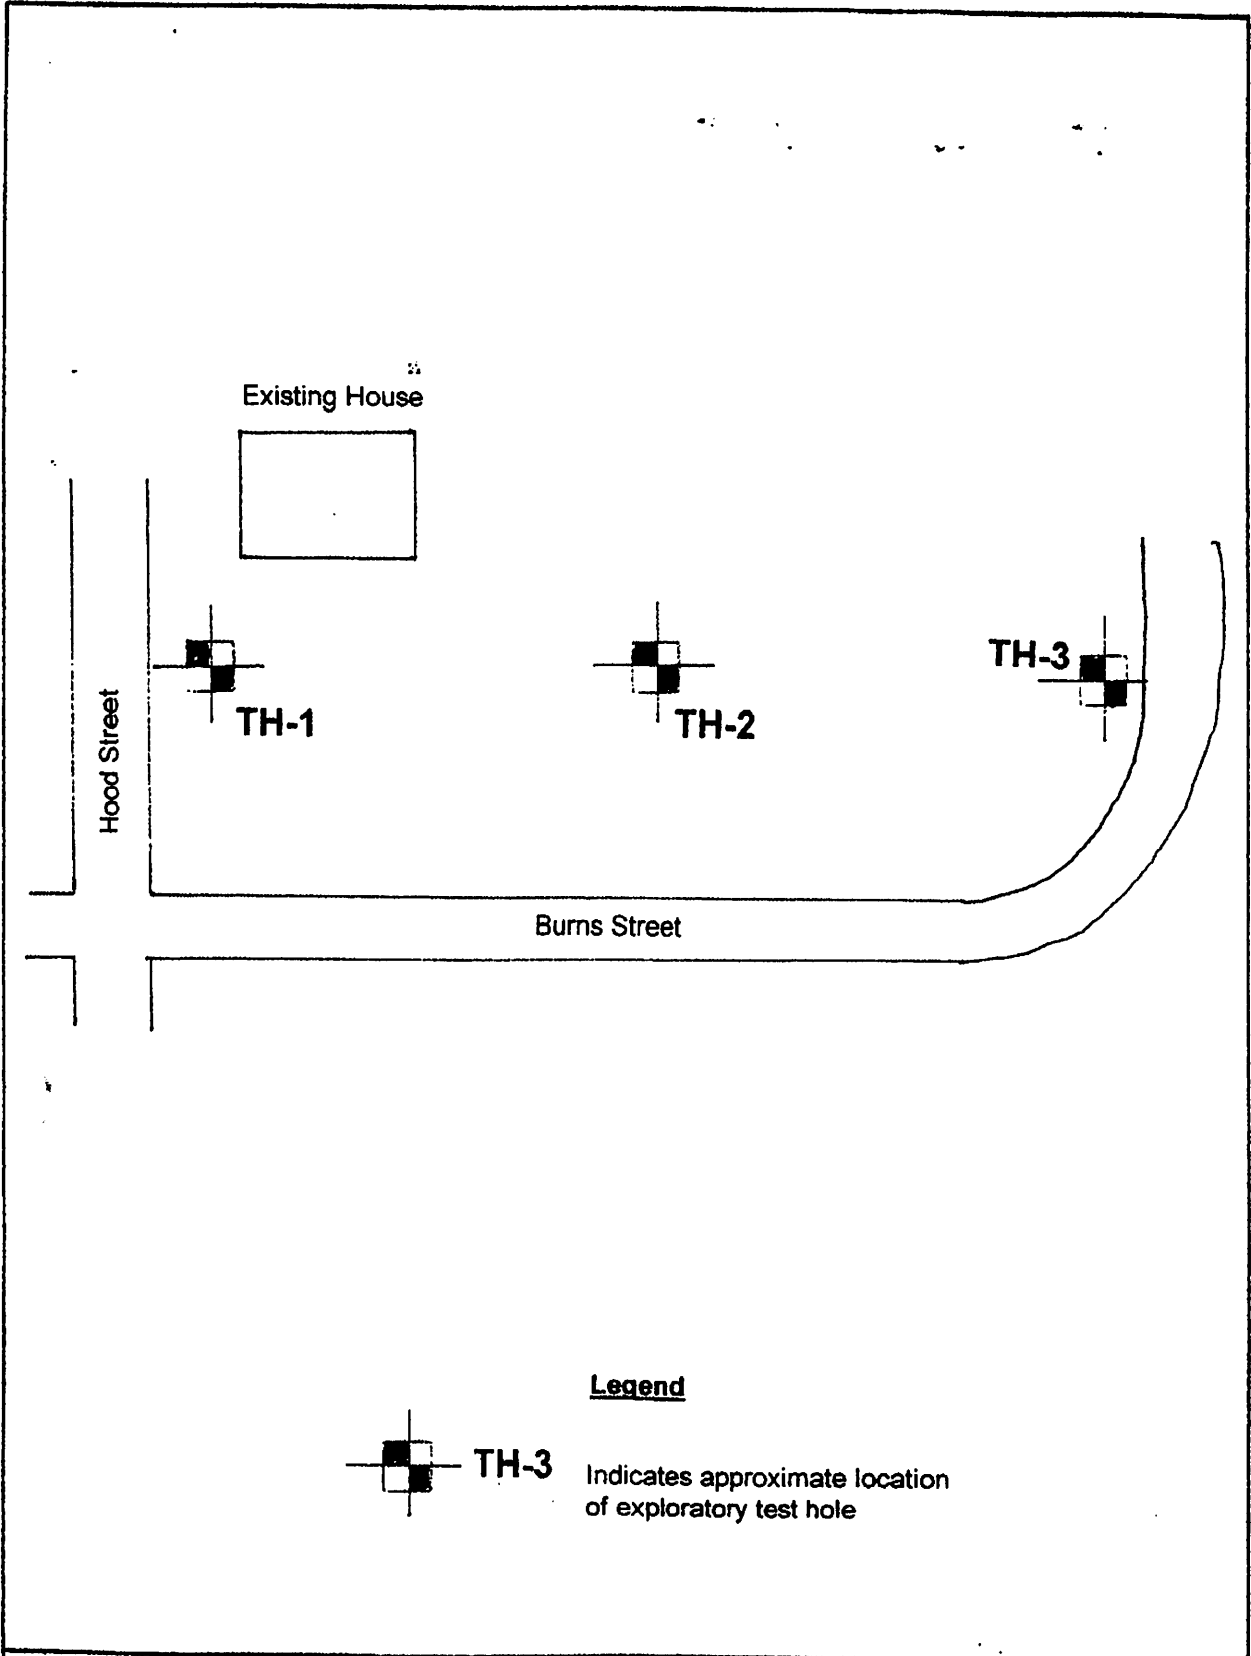 Existing House
TH-3
TH-1
TH-2
Hood Street
Burns Street
Legend
TH-3
Indicates approximate location
of exploratory test hole